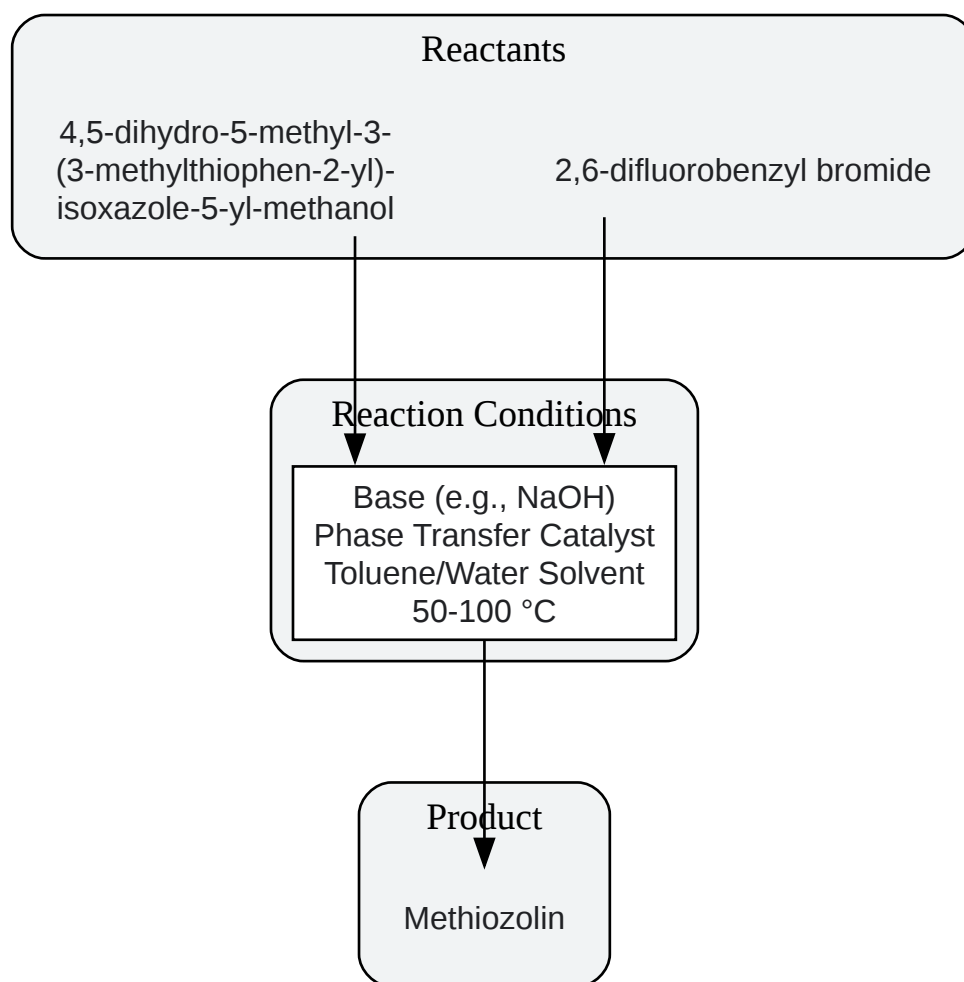 Reactants
4,5-dihydro-5-methyl-3-
(3-methylthiophen-2-yl)-
isoxazole-5-yl-methanol
2,6-difluorobenzyl bromide
Reaction Conditions
Base (e.g., NaOH)
Phase Transfer Catalyst
Toluene/Water Solvent
50-100 °C
Product
Methiozolin